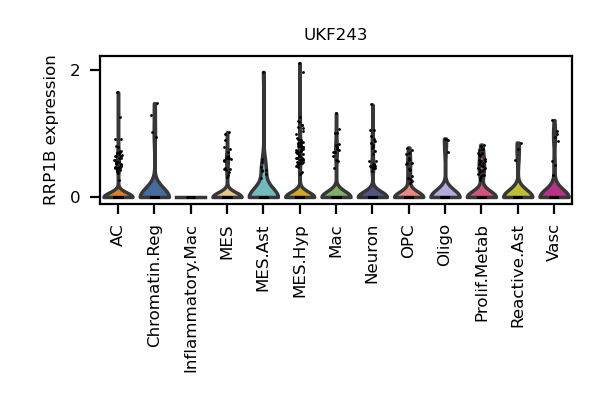 UKF243
RRP1B expression
2
0
AC
Chromatin.Reg
Inflammatory.Mac
MES
MES.Ast
MES.Hyp
Mac
Neuron
OPC
Oligo
Prolif.Metab
Reactive.Ast
Vasc